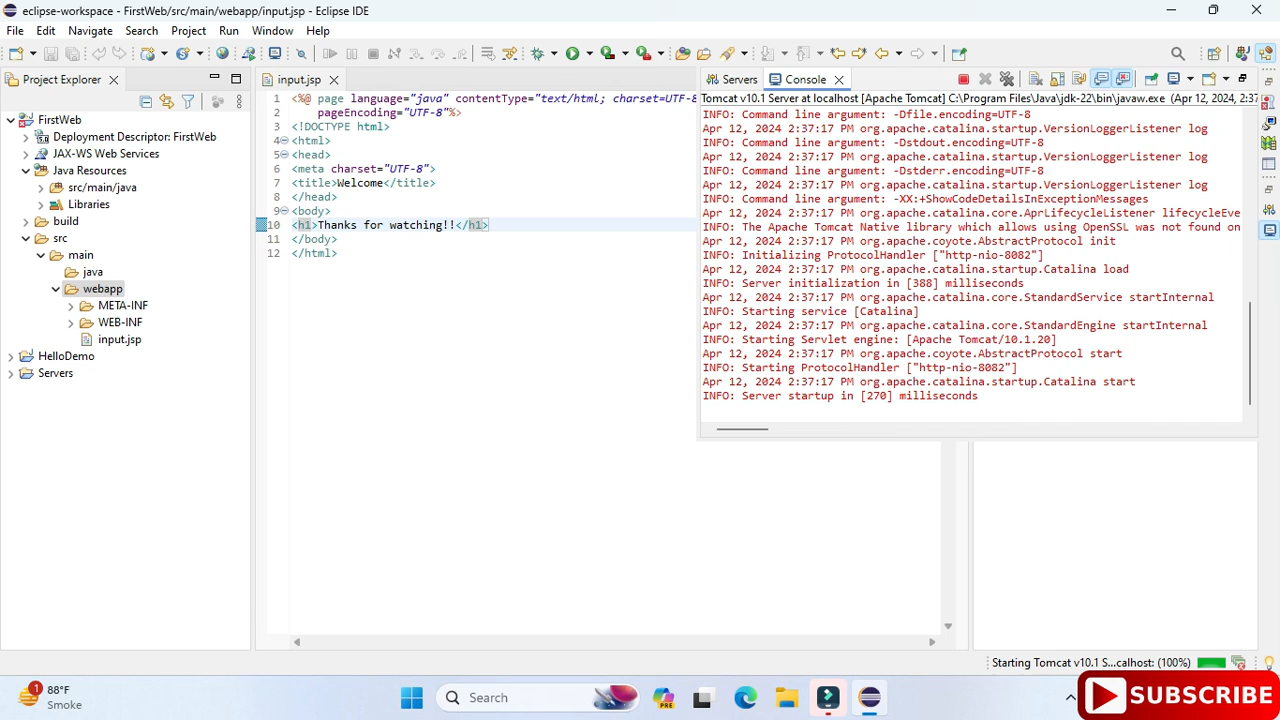 eclipse-workspace - FirstWeb/src/main/webapp/input.jsp - Eclipse IDE
File Edit Navigate Search Project Run Window Help
Project Explorer
FirstWeb
Deployment Descriptor: FirstWeb
JAX-WS Web Services
Java Resources
src/main/java
Libraries
build
src
main
java
webapp
META-INF
WEB-INF
input.jsp
HelloDemo
Servers
input.jsp
1 <%@ page language="java" contentType="text/html; charset=UTF-8
2 pageEncoding="UTF-8"%>
3 <!DOCTYPE html>
4 <html>
5 <head>
6 <meta charset="UTF-8">
7 <title>Welcome</title>
8 </head>
9 <body>
10 <h1>Thanks for watching!!</h1>
11 </body>
12 </html>
Servers Console
Tomcat v10.1 Server at localhost [Apache Tomcat] C:\Program Files\Java\jdk-22\bin\javaw.exe (Apr 12, 2024, 2:37
INFO: Command line argument: -Dfile.encoding=UTF-8
Apr 12, 2024 2:37:17 PM org.apache.catalina.startup.VersionLoggerListener log
INFO: Command line argument: -Dstdout.encoding=UTF-8
Apr 12, 2024 2:37:17 PM org.apache.catalina.startup.VersionLoggerListener log
INFO: Command line argument: -Dstderr.encoding=UTF-8
Apr 12, 2024 2:37:17 PM org.apache.catalina.startup.VersionLoggerListener log
INFO: Command line argument: -XX:+ShowCodeDetailsInExceptionMessages
Apr 12, 2024 2:37:17 PM org.apache.catalina.core.AprLifecycleListener lifecycleEve
INFO: The Apache Tomcat Native library which allows using OpenSSL was not found on
Apr 12, 2024 2:37:17 PM org.apache.coyote.AbstractProtocol init
INFO: Initializing ProtocolHandler ["http-nio-8082"]
Apr 12, 2024 2:37:17 PM org.apache.catalina.startup.Catalina load
INFO: Server initialization in [388] milliseconds
Apr 12, 2024 2:37:17 PM org.apache.catalina.core.StandardService startInternal
INFO: Starting service [Catalina]
Apr 12, 2024 2:37:17 PM org.apache.catalina.core.StandardEngine startInternal
INFO: Starting Servlet engine: [Apache Tomcat/10.1.20]
Apr 12, 2024 2:37:17 PM org.apache.coyote.AbstractProtocol start
INFO: Starting ProtocolHandler ["http-nio-8082"]
Apr 12, 2024 2:37:17 PM org.apache.catalina.startup.Catalina start
INFO: Server startup in [270] milliseconds
Starting Tomcat v10.1 S...calhost: (100%)
1
88°F
Smoke
Search
PRE
SUBSCRIBE